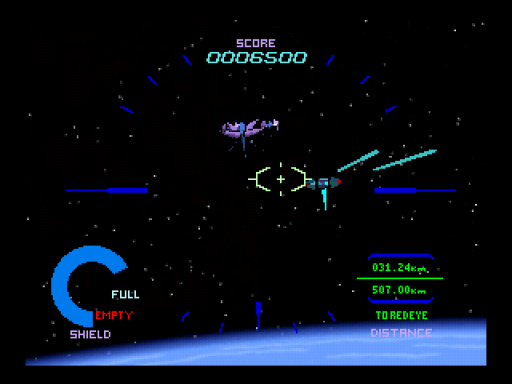 SCORE
0006500
031.24Km
507.00Km
FULL
EMPTY
TO REDEYE
SHIELD
DISTANCE